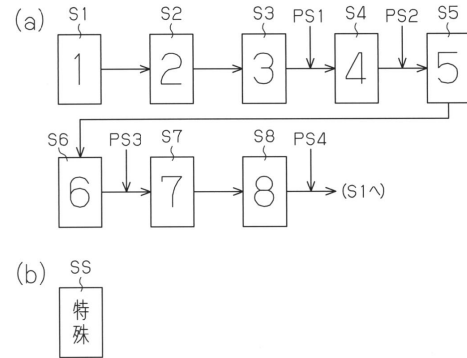 (a)
S1 S2 S3 PS1 S4 PS2 S5
1 2 3 4 5
S6 PS3 S7 S8 PS4
6 7 8 (S1へ)
(b)
SS
特
殊